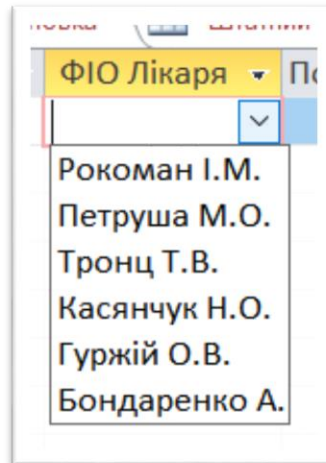 ФІО Лікаря
Рокоман І.М.
Петруша М.О.
Тронц Т.В.
Касянчук Н.О.
Гуржій О.В.
Бондаренко А.